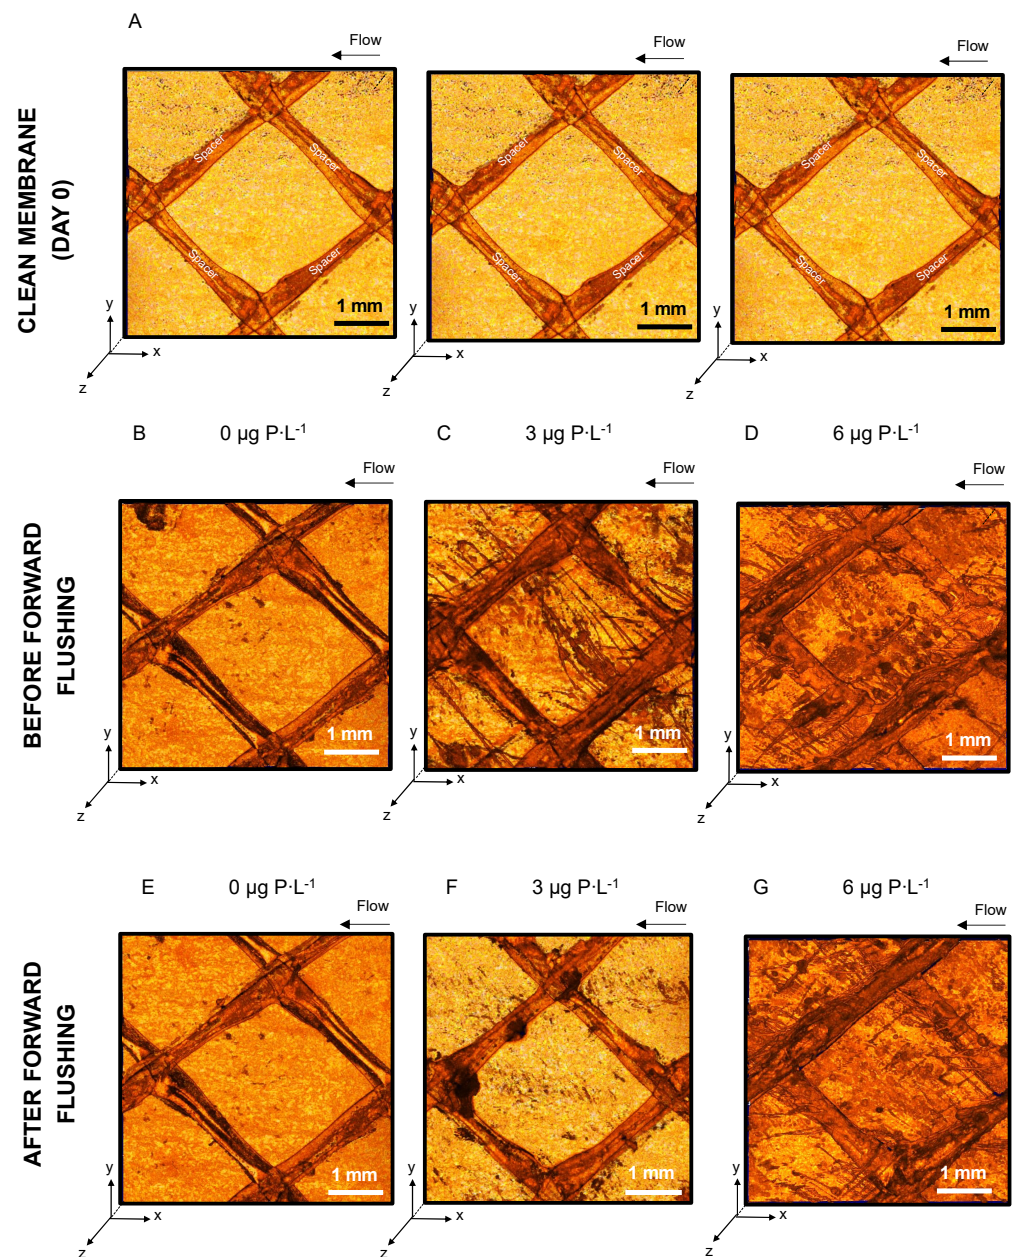 A
Flow
Flow
Flow
CLEAN MEMBRANE
(DAY 0)
Spacer
Spacer
Spacer
Spacer
1 mm
Spacer
Spacer
Spacer
Spacer
1 mm
Spacer
Spacer
Spacer
Spacer
1 mm
y
x
z
y
x
z
y
x
z
B 0 µg P·L-1
C 3 µg P·L-1
D 6 µg P·L-1
Flow
Flow
Flow
BEFORE FORWARD
FLUSHING
1 mm
1 mm
1 mm
y
x
z
y
x
z
y
x
z
E 0 µg P·L-1
F 3 µg P·L-1
G 6 µg P·L-1
Flow
Flow
Flow
AFTER FORWARD
FLUSHING
1 mm
1 mm
1 mm
y
x
z
y
x
z
y
x
z